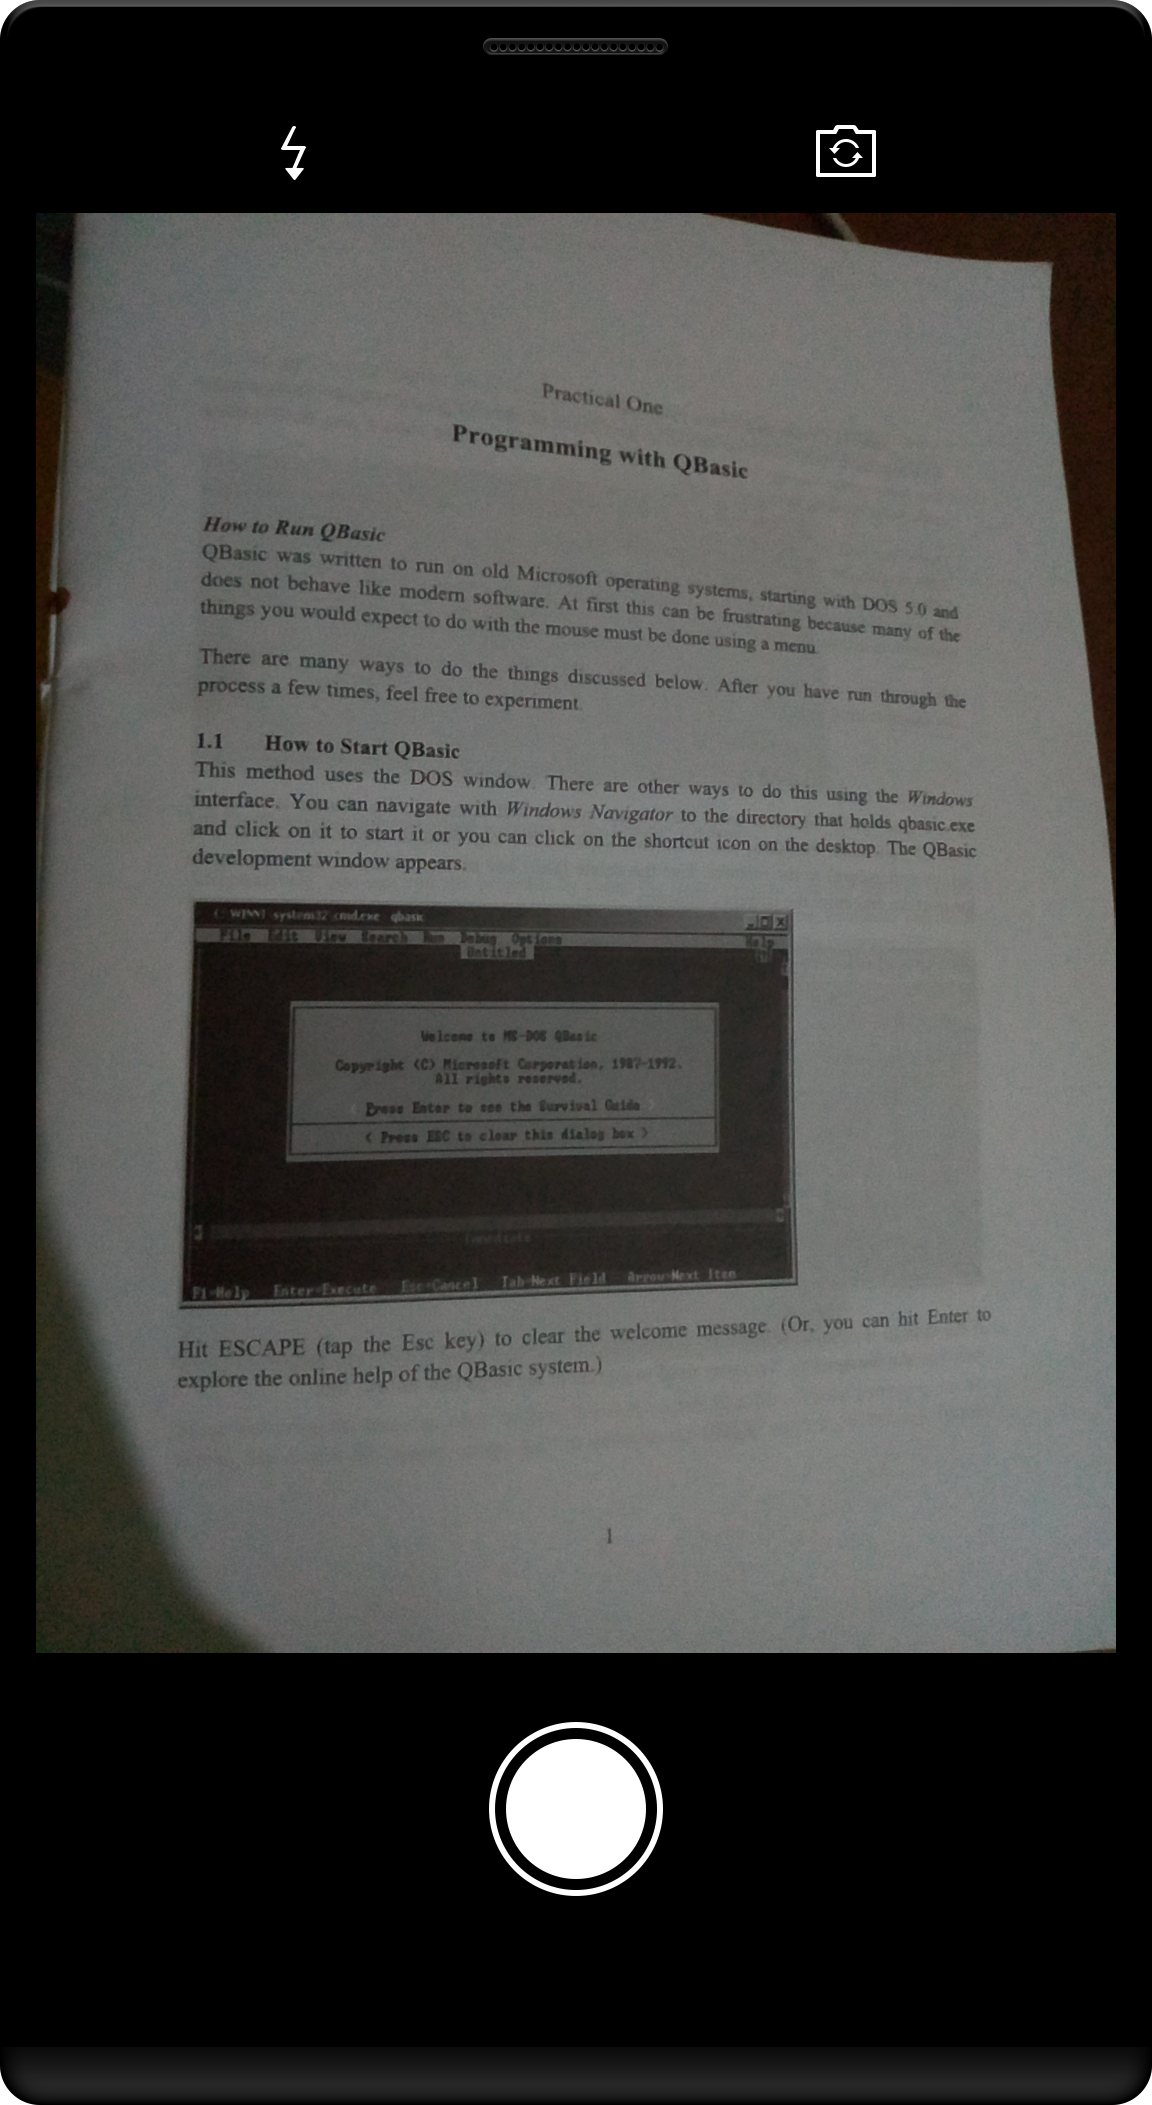 Practical One
Programming with QBasic
How to Run QBasic
QBasic was written to run on old Microsoft operating systems, starting with DOS 5.0 and
does not behave like modern software. At first this can be frustrating because many of the
things you would expect to do with the mouse must be done using a menu.
There are many ways to do the things discussed below. After you have run through the
process a few times, feel free to experiment.
1.1 How to Start QBasic
This method uses the DOS window. There are other ways to do this using the Windows
interface. You can navigate with Windows Navigator to the directory that holds qbasic.exe
and click on it to start it or you can click on the shortcut icon on the desktop. The QBasic
development window appears.
C:\WINNT\system32\cmd.exe - qbasic
File Edit View Search Run Debug Options Help
Untitled
Welcome to MS-DOS QBasic
Copyright (C) Microsoft Corporation, 1987-1992.
All rights reserved.
Press Enter to see the Survival Guide
< Press ESC to clear this dialog box >
Immediate
F1=Help Enter=Execute Esc=Cancel Tab=Next Field Arrow=Next Item
Hit ESCAPE (tap the Esc key) to clear the welcome message. (Or, you can hit Enter to
explore the online help of the QBasic system.)
1